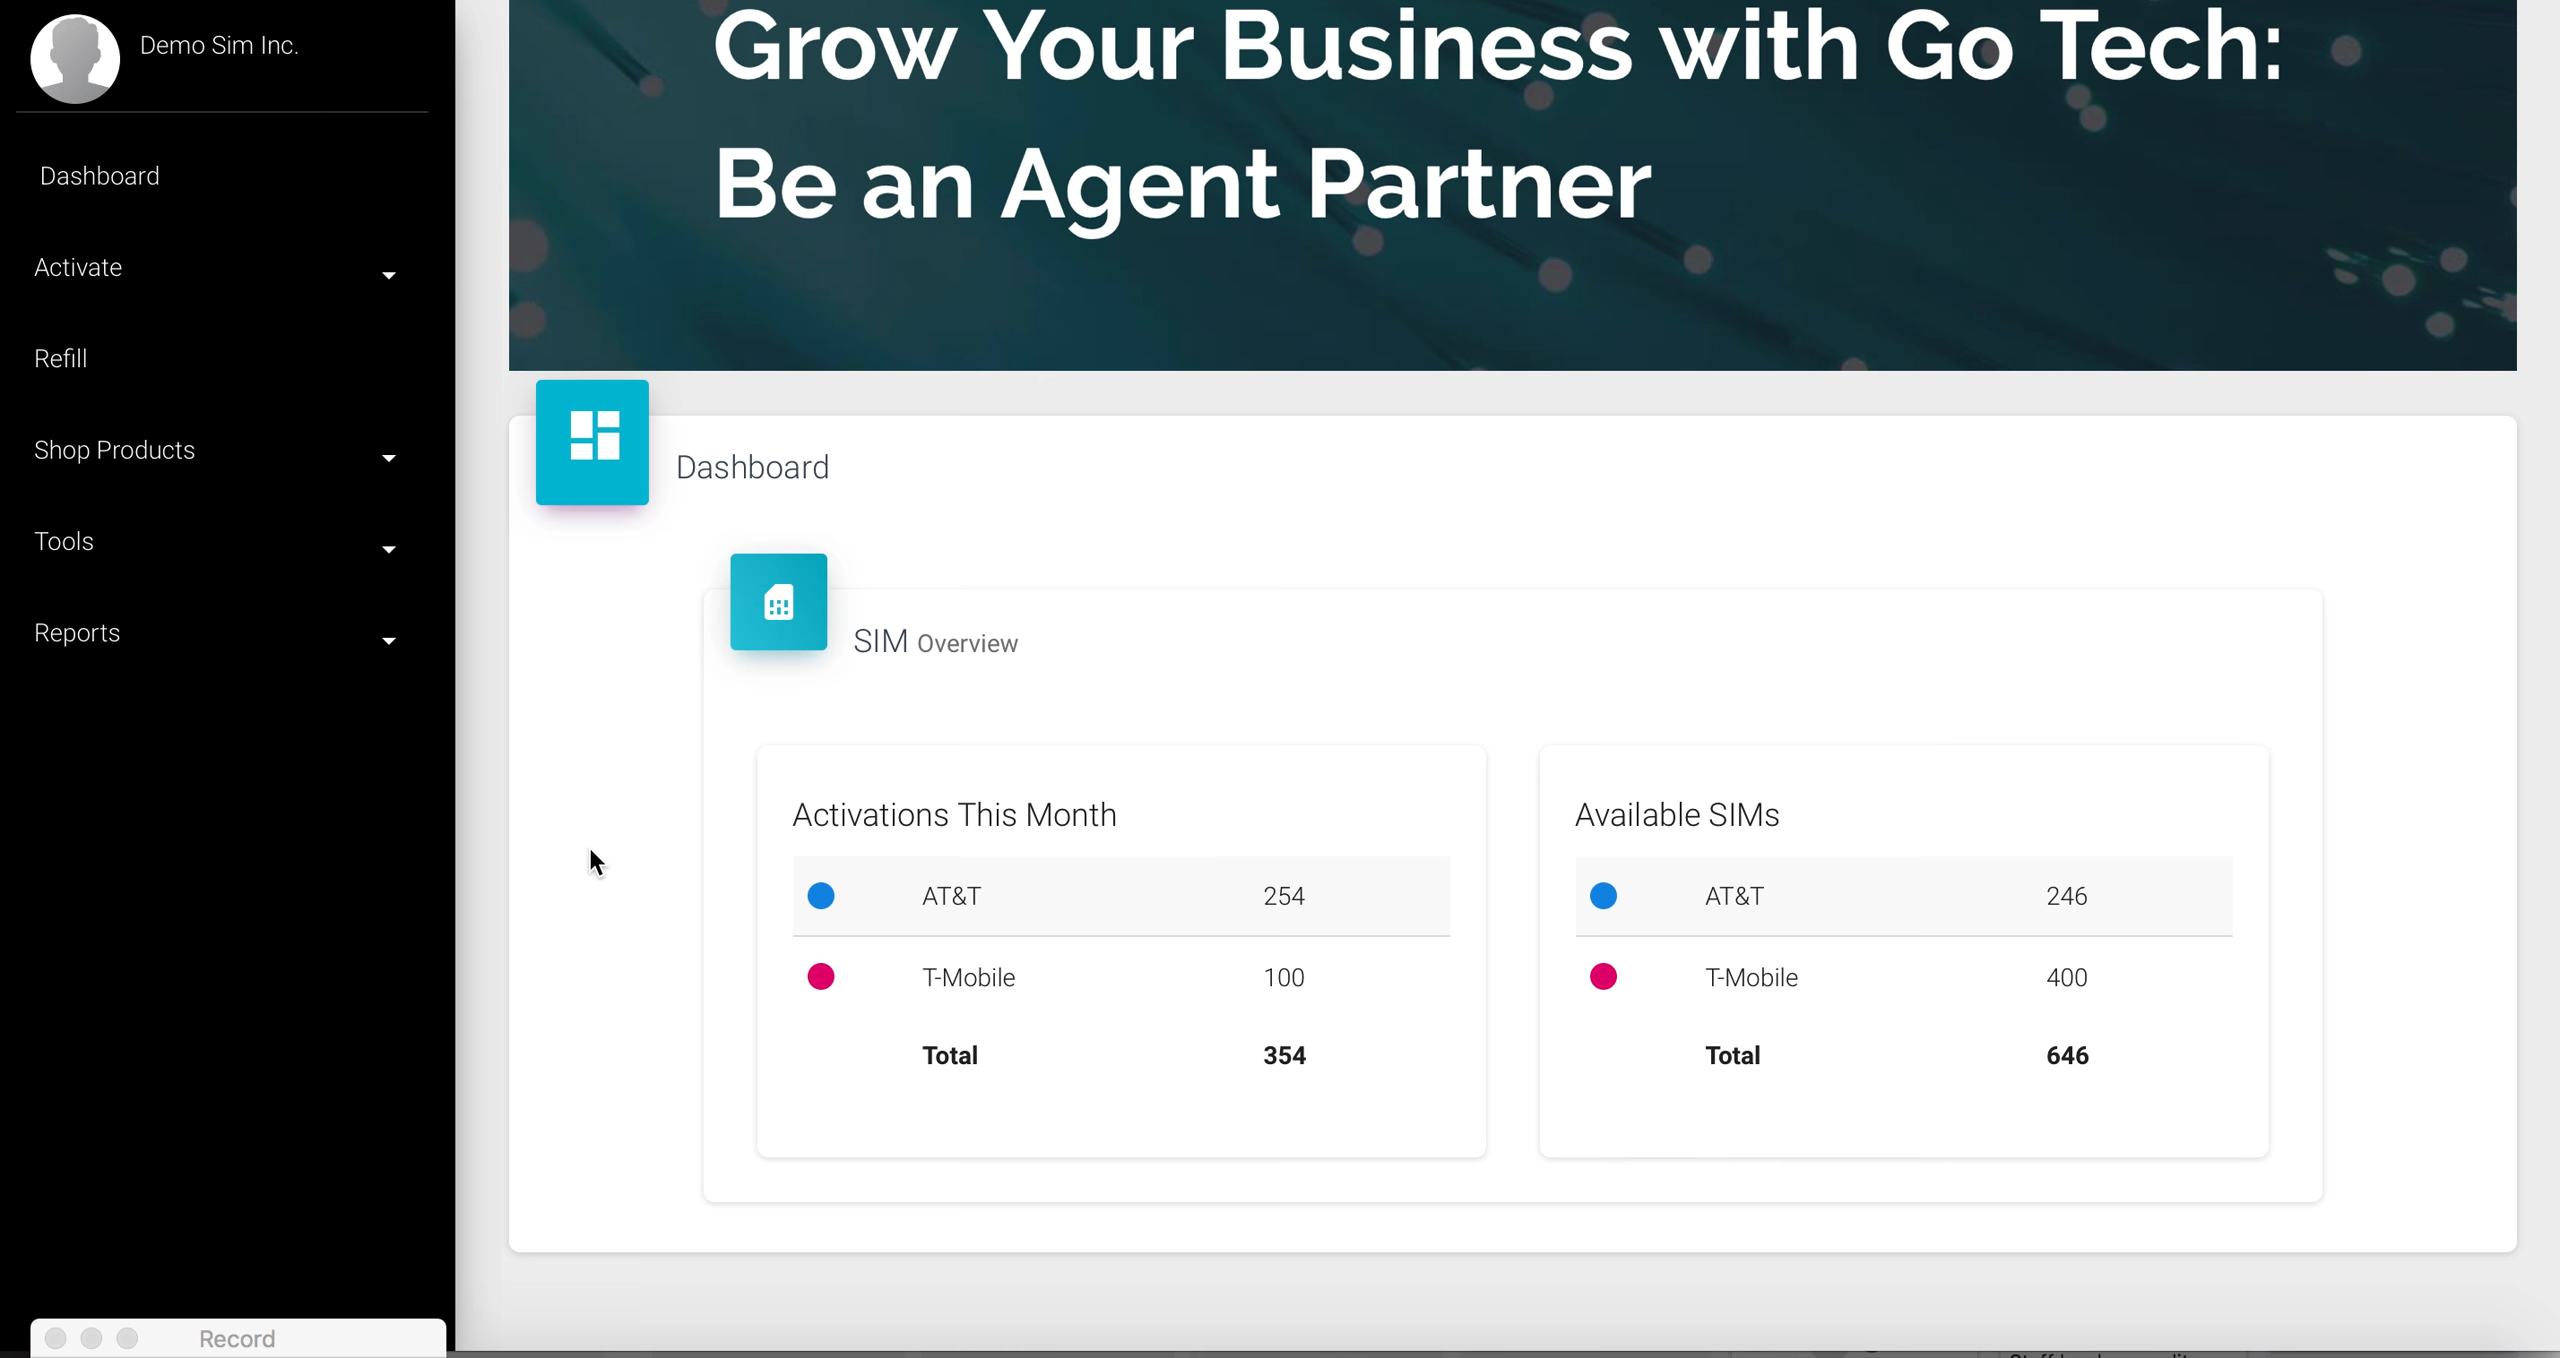 Demo Sim Inc.
Dashboard
Activate
Refill
Shop Products
Tools
Reports
Record
Grow Your Business with Go Tech:
Be an Agent Partner
Dashboard
SIM Overview
Activations This Month
AT&T 254
T-Mobile 100
Total 354
Available SIMs
AT&T 246
T-Mobile 400
Total 646